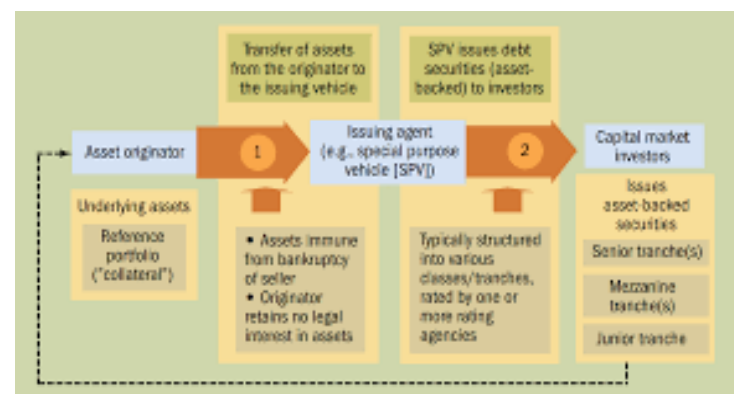 Transfer of assets
from the originator to
the issuing vehicle
SPV issues debt
securities (asset-
backed) to investors
Asset originator
1
Issuing agent
(e.g., special purpose
vehicle [SPV])
2
Capital market
investors
Underlying assets
Reference
portfolio
("collateral")
• Assets immune
from bankruptcy
of seller
• Originator
retains no legal
interest in assets
Typically structured
into various
classes/tranches,
rated by one or
more rating
agencies
Issues
asset-backed
securities
Senior tranche(s)
Mezzanine
tranche(s)
Junior tranche